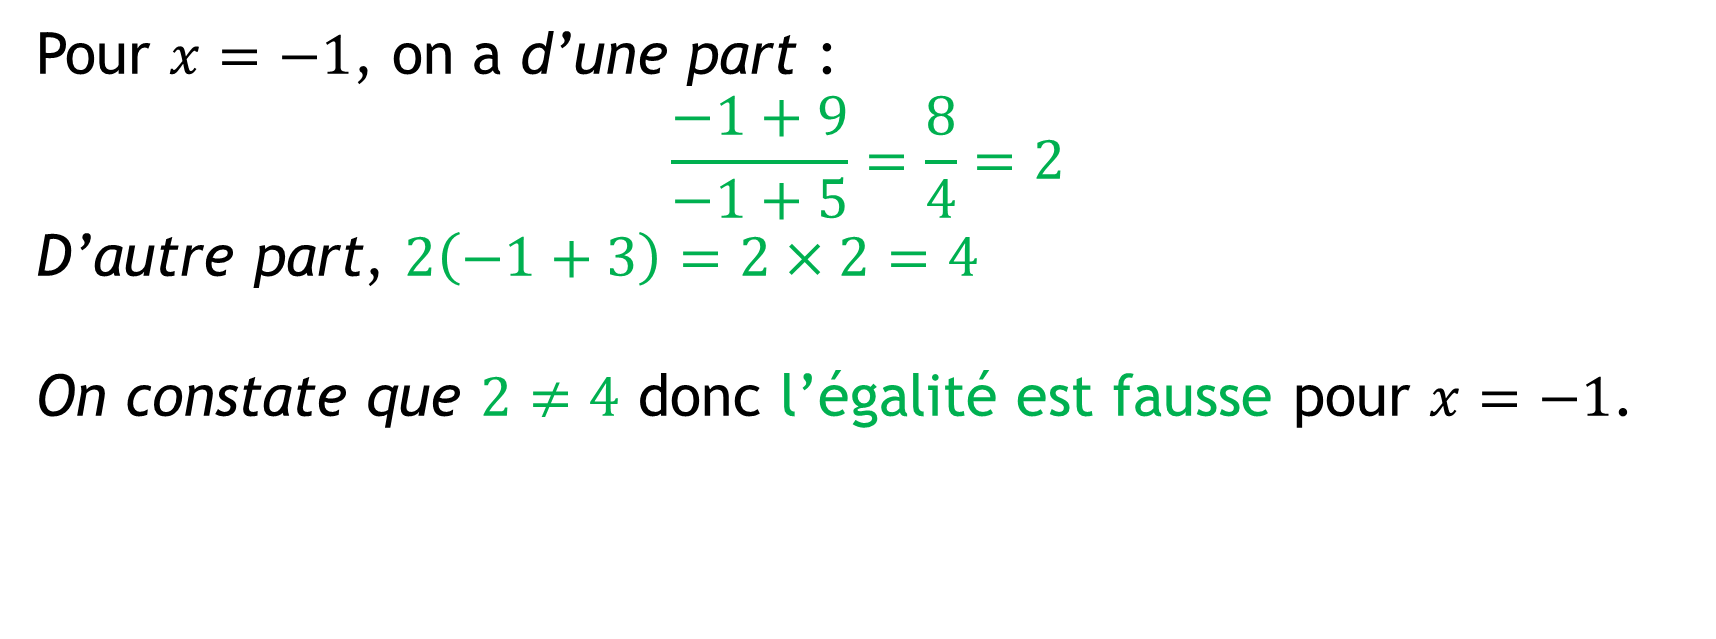 Pour x = −1, on a d’une part :
(−1 + 9)/(−1 + 5) = 8/4 = 2
D’autre part, 2(−1 + 3) = 2 × 2 = 4
On constate que 2 ≠ 4 donc l’égalité est fausse pour x = −1.